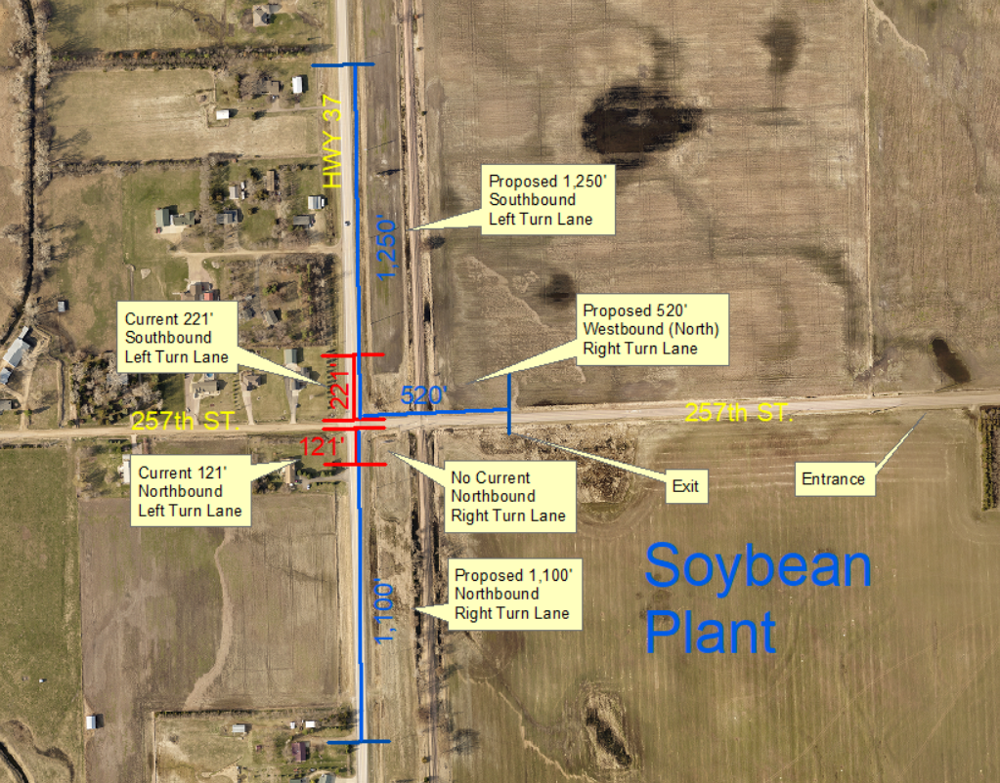 HWY 37
Proposed 1,250'
Southbound
Left Turn Lane
1,250'
Current 221'
Southbound
Left Turn Lane
Proposed 520'
Westbound (North)
Right Turn Lane
221'
520'
257th ST.
257th ST.
121'
Current 121'
Northbound
Left Turn Lane
No Current
Northbound
Right Turn Lane
Exit
Entrance
Proposed 1,100'
Northbound
Right Turn Lane
1,100'
Soybean
Plant